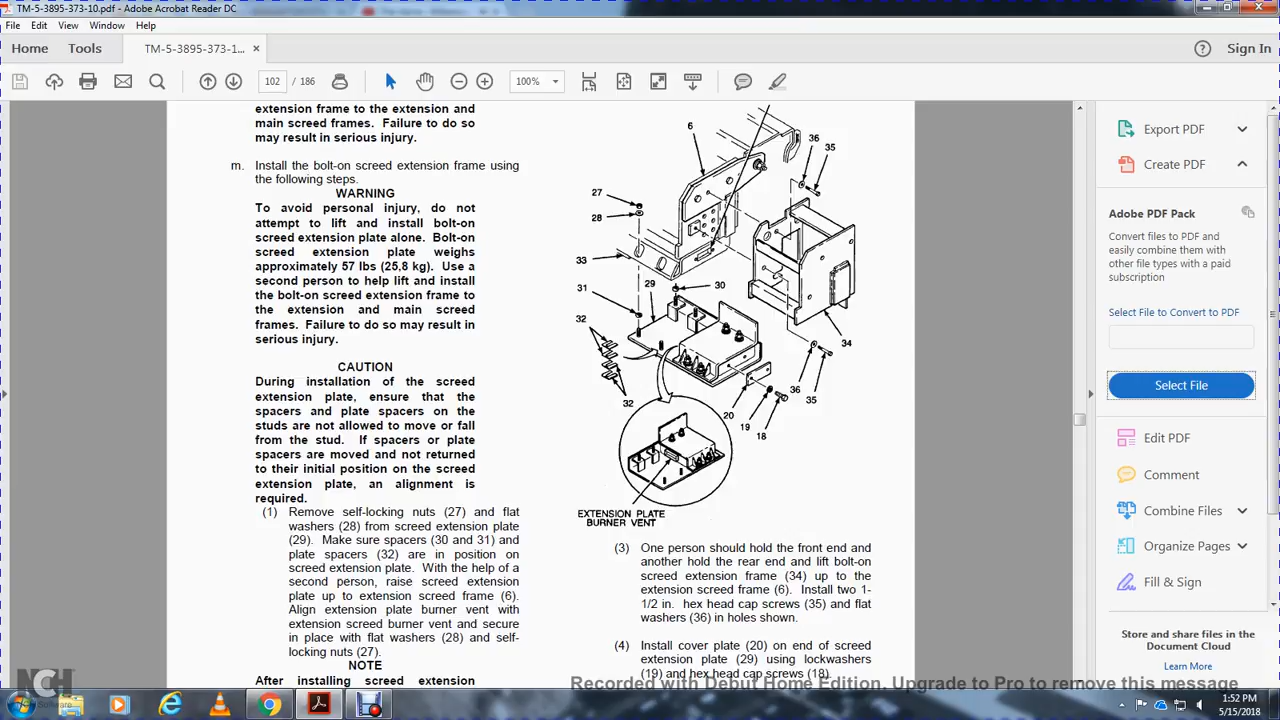 TM-5-3895-373-10.pdf - Adobe Acrobat Reader DC
File Edit View Window Help
Home Tools TM-5-3895-373-1... × Sign In
102 / 186 100%
extension frame to the extension and
main screed frames. Failure to do so
may result in serious injury.
m. Install the bolt-on screed extension frame using
the following steps.
WARNING
To avoid personal injury, do not
attempt to lift and install bolt-on
screed extension plate alone. Bolt-on
screed extension plate weighs
approximately 57 lbs (25,8 kg). Use a
second person to help lift and install
the bolt-on screed extension frame to
the extension and main screed
frames. Failure to do so may result in
serious injury.
CAUTION
During installation of the screed
extension plate, ensure that the
spacers and plate spacers on the
studs are not allowed to move or fall
from the stud. If spacers or plate
spacers are moved and not returned
to their initial position on the screed
extension plate, an alignment is
required.
(1) Remove self-locking nuts (27) and flat
washers (28) from screed extension plate
(29). Make sure spacers (30 and 31) and
plate spacers (32) are in position on
screed extension plate. With the help of a
second person, raise screed extension
plate up to extension screed frame (6).
Align extension plate burner vent with
extension screed burner vent and secure
in place with flat washers (28) and self-
locking nuts (27).
NOTE
After installing screed extension
6
36
35
27
28
33
31
29
30
32
34
32
36
35
20
19
18
EXTENSION PLATE
BURNER VENT
(3) One person should hold the front end and
another hold the rear end and lift bolt-on
screed extension frame (34) up to the
extension screed frame (6). Install two 1-
1/2 in. hex head cap screws (35) and flat
washers (36) in holes shown.
(4) Install cover plate (20) on end of screed
extension plate (29) using lockwashers
(19) and hex head cap screws (18).
Export PDF
Create PDF
Adobe PDF Pack
Convert files to PDF and
easily combine them with
other file types with a paid
subscription
Select File to Convert to PDF
Select File
Edit PDF
Comment
Combine Files
Organize Pages
Fill & Sign
Store and share files in the
Document Cloud
Learn More
NCH
Software
Recorded with Debut Home Edition. Upgrade to Pro to remove this message
1:52 PM
5/15/2018